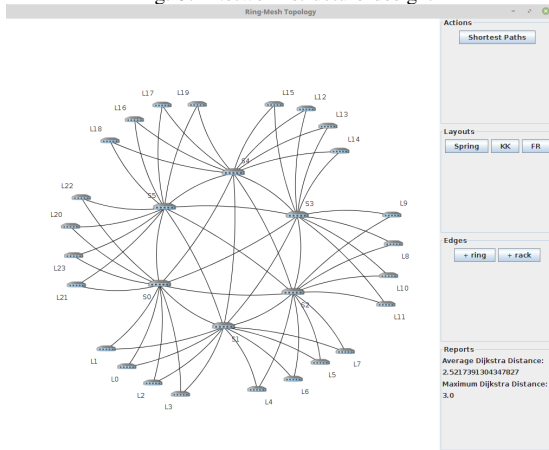 Ring-Mesh Topology
Actions
Shortest Paths
Layouts
Spring KK FR
Edges
+ ring + rack
Reports
Average Dijkstra Distance:
2.5217391304347827
Maximum Dijkstra Distance:
3.0
L17 L19 L15 L12
L16 L13
L18 L14
S4
L22 S5 S3 L9
L20
L8
L23
L21 S0 S2 L10
L11
S1
L1 L7
L0 L5
L2 L6
L3 L4